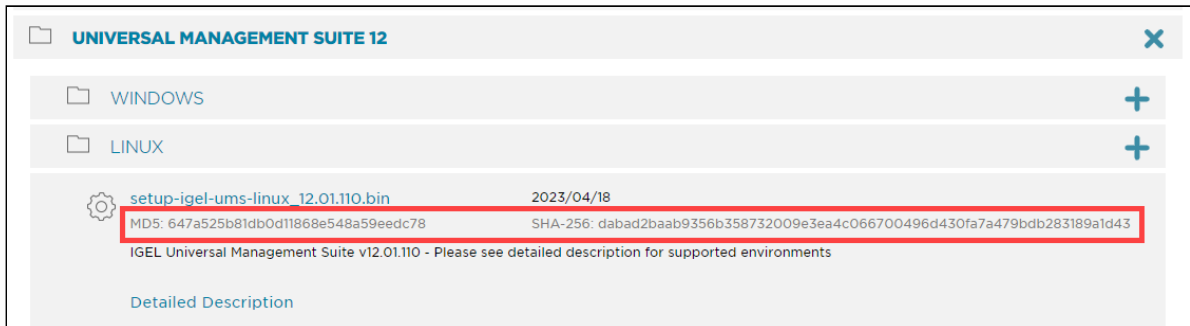 UNIVERSAL MANAGEMENT SUITE 12
WINDOWS
LINUX
setup-igel-ums-linux_12.01.110.bin 2023/04/18
MD5: 647a525b81db0d11868e548a59eedc78 SHA-256: dabad2baab9356b358732009e3ea4c066700496d430fa7a479bdb283189a1d43
IGEL Universal Management Suite v12.01.110 - Please see detailed description for supported environments
Detailed Description